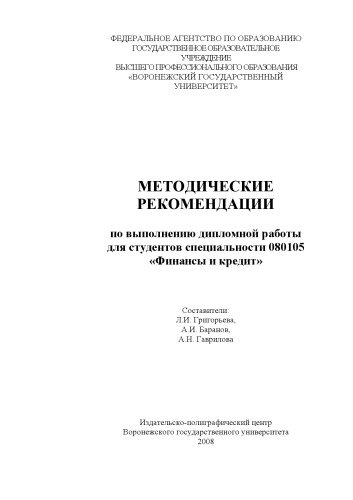 ФЕДЕРАЛЬНОЕ АГЕНТСТВО ПО ОБРАЗОВАНИЮ
ГОСУДАРСТВЕННОЕ ОБРАЗОВАТЕЛЬНОЕ
УЧРЕЖДЕНИЕ
ВЫСШЕГО ПРОФЕССИОНАЛЬНОГО ОБРАЗОВАНИЯ
«ВОРОНЕЖСКИЙ ГОСУДАРСТВЕННЫЙ
УНИВЕРСИТЕТ»
МЕТОДИЧЕСКИЕ
РЕКОМЕНДАЦИИ
по выполнению дипломной работы
для студентов специальности 080105
«Финансы и кредит»
Составители:
Л.И. Григорьева,
А.И. Баранов,
А.Н. Гаврилова
Издательско-полиграфический центр
Воронежского государственного университета
2008